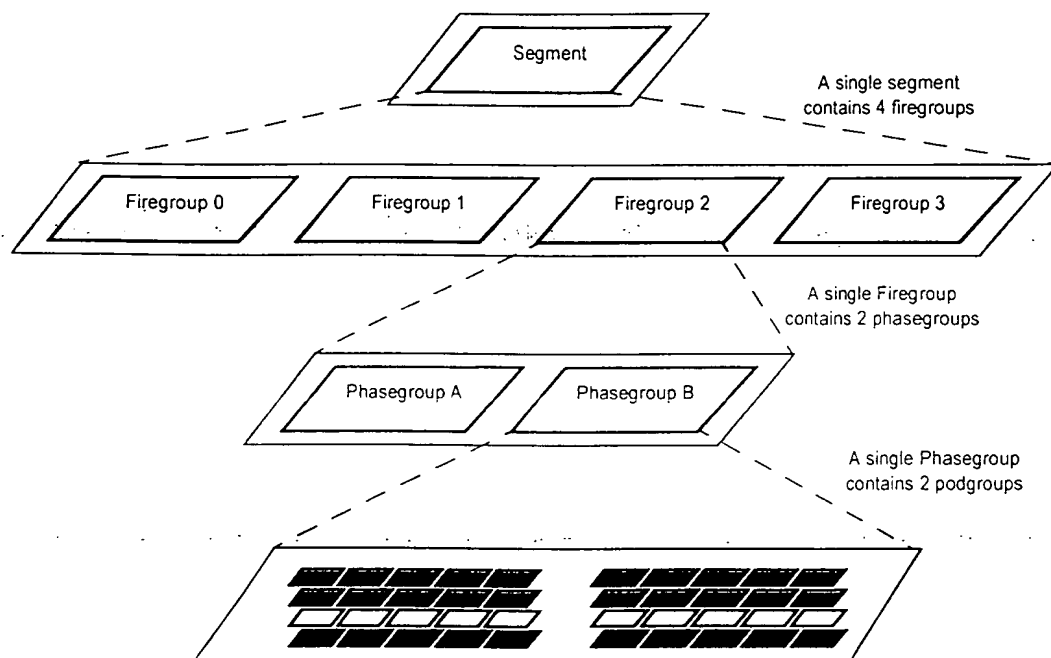 Segment
A single segment
contains 4 firegroups
Firegroup 0
Firegroup 1
Firegroup 2
Firegroup 3
A single Firegroup
contains 2 phasegroups
Phasegroup A
Phasegroup B
A single Phasegroup
contains 2 podgroups